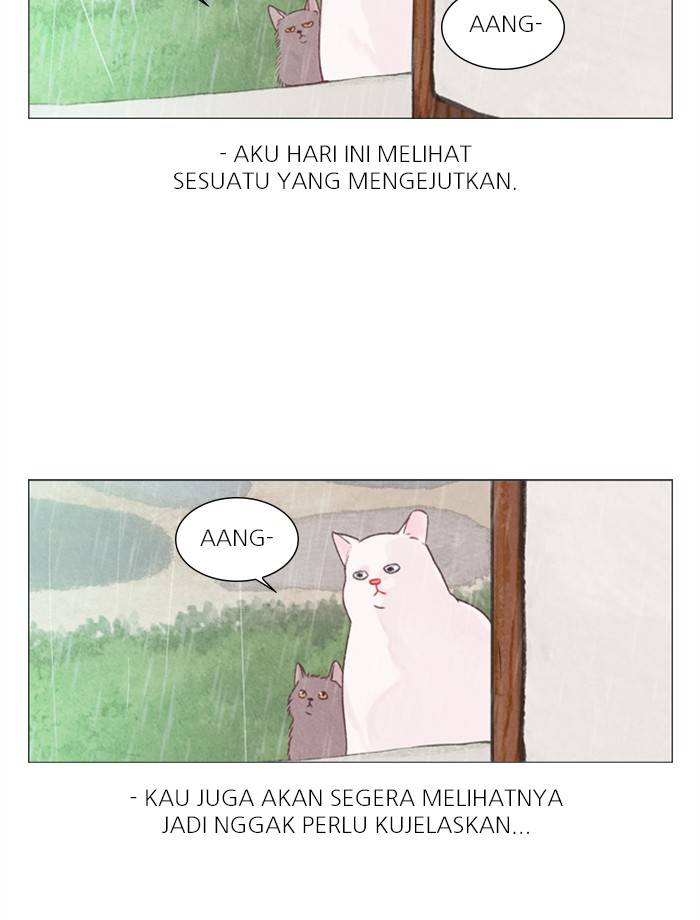 AANG-
- AKU HARI INI MELIHAT
SESUATU YANG MENGEJUTKAN.
AANG-
- KAU JUGA AKAN SEGERA MELIHATNYA
JADI NGGAK PERLU KUJELASKAN...